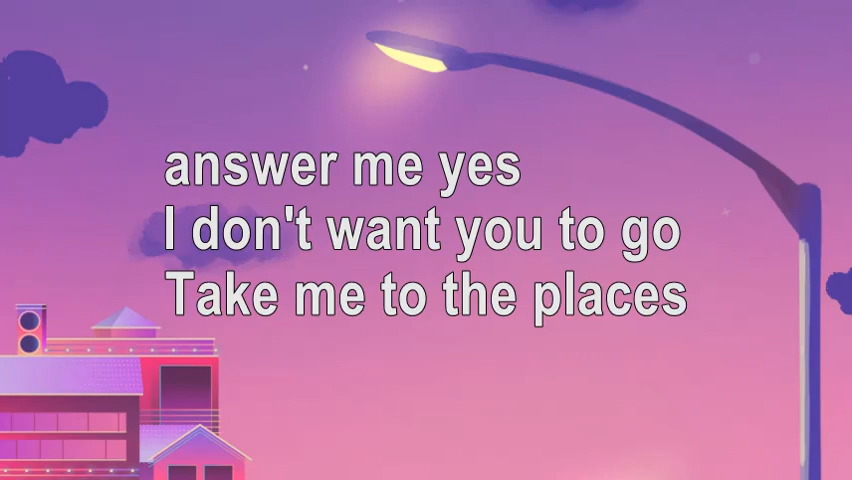 answer me yes
I don't want you to go
Take me to the places